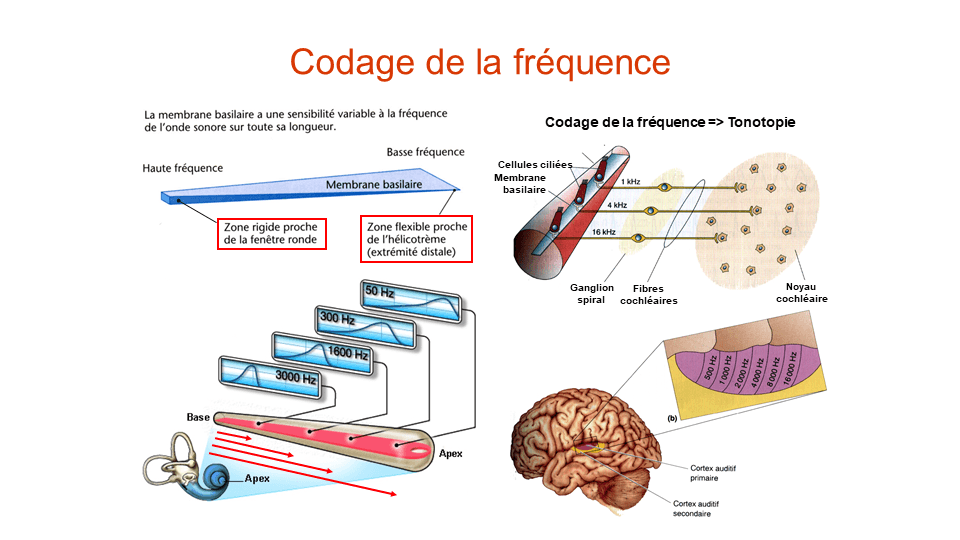 Codage de la fréquence
La membrane basilaire a une sensibilité variable à la fréquence
de l'onde sonore sur toute sa longueur.
Haute fréquence
Basse fréquence
Membrane basilaire
Zone rigide proche
de la fenêtre ronde
Zone flexible proche
de l'hélicotrème
(extrémité distale)
50 Hz
300 Hz
1600 Hz
3000 Hz
Base
Apex
Apex
Codage de la fréquence => Tonotopie
Cellules ciliées
Membrane
basilaire
1 kHz
4 kHz
16 kHz
Ganglion
spiral
Fibres
cochléaires
Noyau
cochléaire
500 Hz
1 000 Hz
2 000 Hz
4 000 Hz
8 000 Hz
16 000 Hz
(b)
Cortex auditif
primaire
Cortex auditif
secondaire